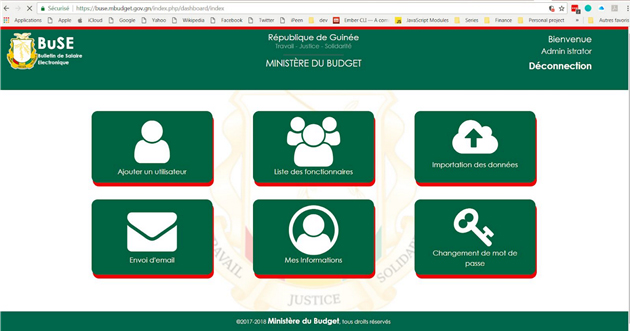 Sécurisé | https://buse.mbudget.gov.gn/index.php/dashboard/index
Applications Disney Apple iCloud Google Yahoo Wikipedia Facebook Twitter iPem dev Ember CLI — A com JavaScript Modules Startup Finance Personal project » Autres favoris
BuSE
Bulletin de Salaire
Electronique
République de Guinée
Travail - Justice - Solidarité
MINISTÈRE DU BUDGET
Bienvenue
Admin istrator
Déconnection
Ajouter un utilisateur
Liste des fonctionnaires
Importation des données
Envoi d'email
Mes Informations
Changement de mot de
passe
TRAVAIL
JUSTICE
SOLIDARITÉ
©2017-2018 Ministère du Budget, tous droits réservés